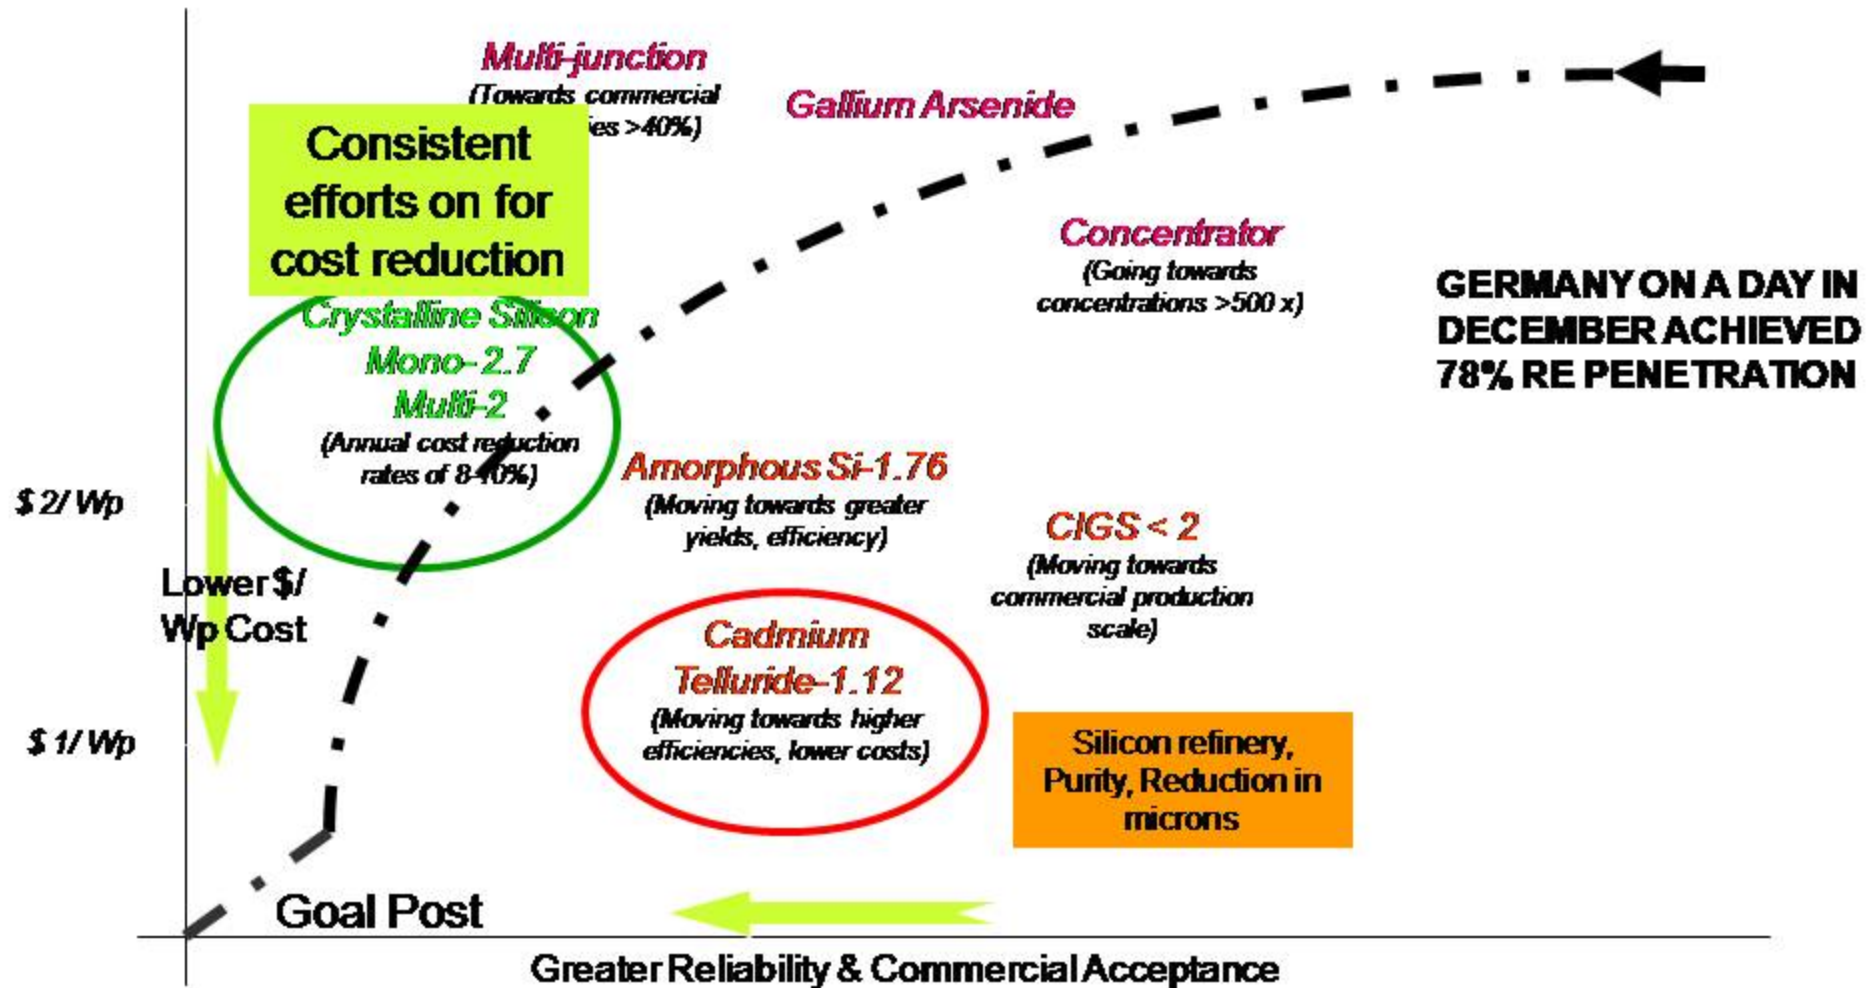 Multi-junction
(Towards commercial
ies >40%)
Gallium Arsenide
Consistent
efforts on for
cost reduction
Concentrator
(Going towards
concentrations >500 x)
GERMANY ON A DAY IN
DECEMBER ACHIEVED
78% RE PENETRATION
Crystalline Silicon
Mono- 2.7
Multi-2
(Annual cost reduction
rates of 8-10%)
Amorphous Si-1.76
(Moving towards greater
yields, efficiency)
$ 2/ Wp
CIGS < 2
(Moving towards
commercial production
scale)
Lower $/
Wp Cost
Cadmium
Telluride-1.12
(Moving towards higher
efficiencies, lower costs)
$ 1/ Wp
Silicon refinery,
Purity, Reduction in
microns
Goal Post
Greater Reliability & Commercial Acceptance